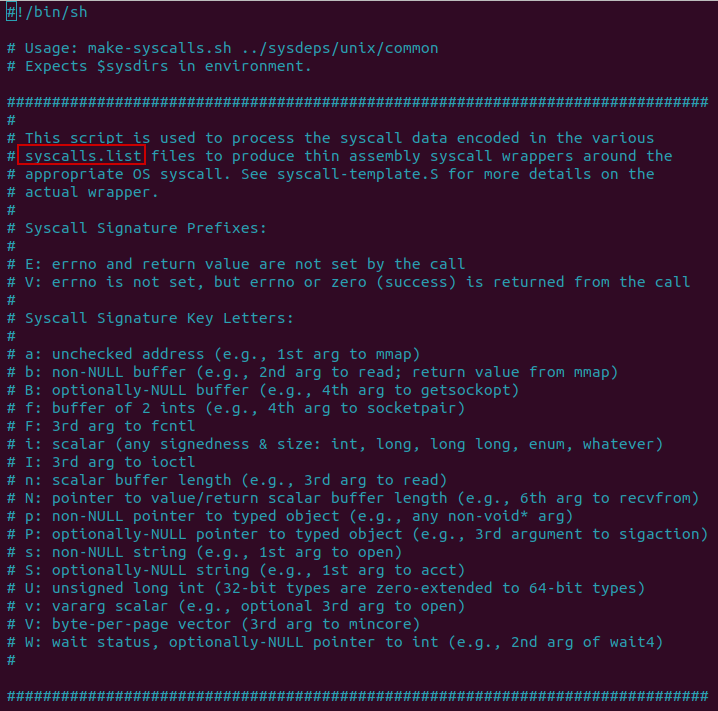 #!/bin/sh
# Usage: make-syscalls.sh ../sysdeps/unix/common
# Expects $sysdirs in environment.
##############################################################################
#
# This script is used to process the syscall data encoded in the various
# syscalls.list files to produce thin assembly syscall wrappers around the
# appropriate OS syscall. See syscall-template.S for more details on the
# actual wrapper.
#
# Syscall Signature Prefixes:
#
# E: errno and return value are not set by the call
# V: errno is not set, but errno or zero (success) is returned from the call
#
# Syscall Signature Key Letters:
#
# a: unchecked address (e.g., 1st arg to mmap)
# b: non-NULL buffer (e.g., 2nd arg to read; return value from mmap)
# B: optionally-NULL buffer (e.g., 4th arg to getsockopt)
# f: buffer of 2 ints (e.g., 4th arg to socketpair)
# F: 3rd arg to fcntl
# i: scalar (any signedness & size: int, long, long long, enum, whatever)
# I: 3rd arg to ioctl
# n: scalar buffer length (e.g., 3rd arg to read)
# N: pointer to value/return scalar buffer length (e.g., 6th arg to recvfrom)
# p: non-NULL pointer to typed object (e.g., any non-void* arg)
# P: optionally-NULL pointer to typed object (e.g., 3rd argument to sigaction)
# s: non-NULL string (e.g., 1st arg to open)
# S: optionally-NULL string (e.g., 1st arg to acct)
# U: unsigned long int (32-bit types are zero-extended to 64-bit types)
# v: vararg scalar (e.g., optional 3rd arg to open)
# V: byte-per-page vector (3rd arg to mincore)
# W: wait status, optionally-NULL pointer to int (e.g., 2nd arg of wait4)
#
##############################################################################